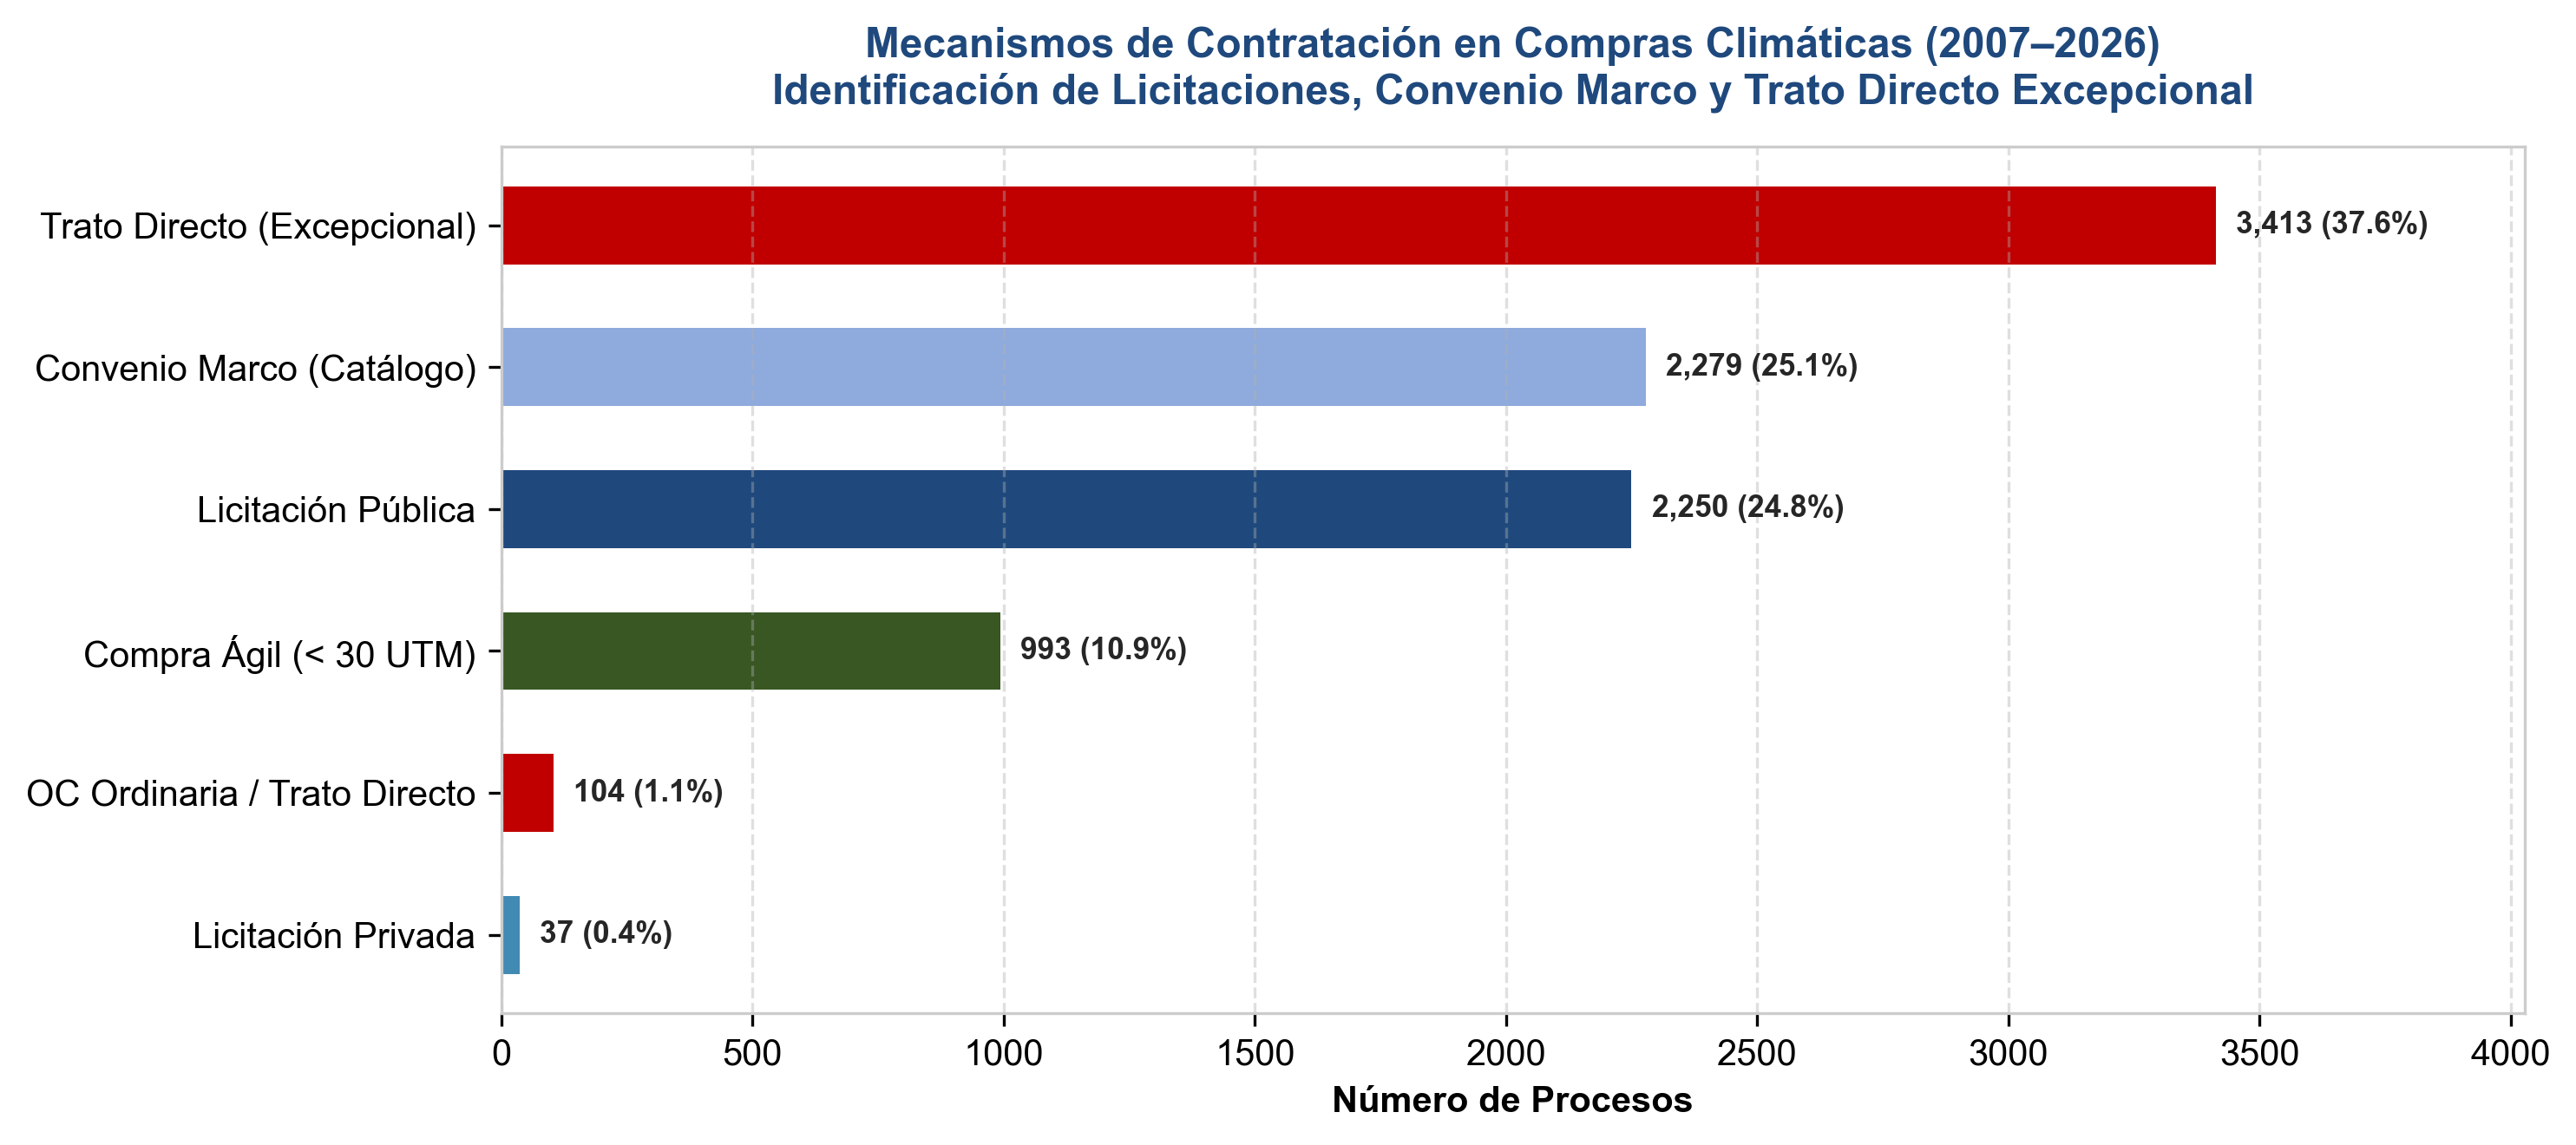 Mecanismos de Contratación en Compras Climáticas (2007–2026)
Identificación de Licitaciones, Convenio Marco y Trato Directo Excepcional
Trato Directo (Excepcional)
3,413 (37.6%)
Convenio Marco (Catálogo)
2,279 (25.1%)
Licitación Pública
2,250 (24.8%)
Compra Ágil (< 30 UTM)
993 (10.9%)
OC Ordinaria / Trato Directo
104 (1.1%)
Licitación Privada
37 (0.4%)
0 500 1000 1500 2000 2500 3000 3500 4000
Número de Procesos